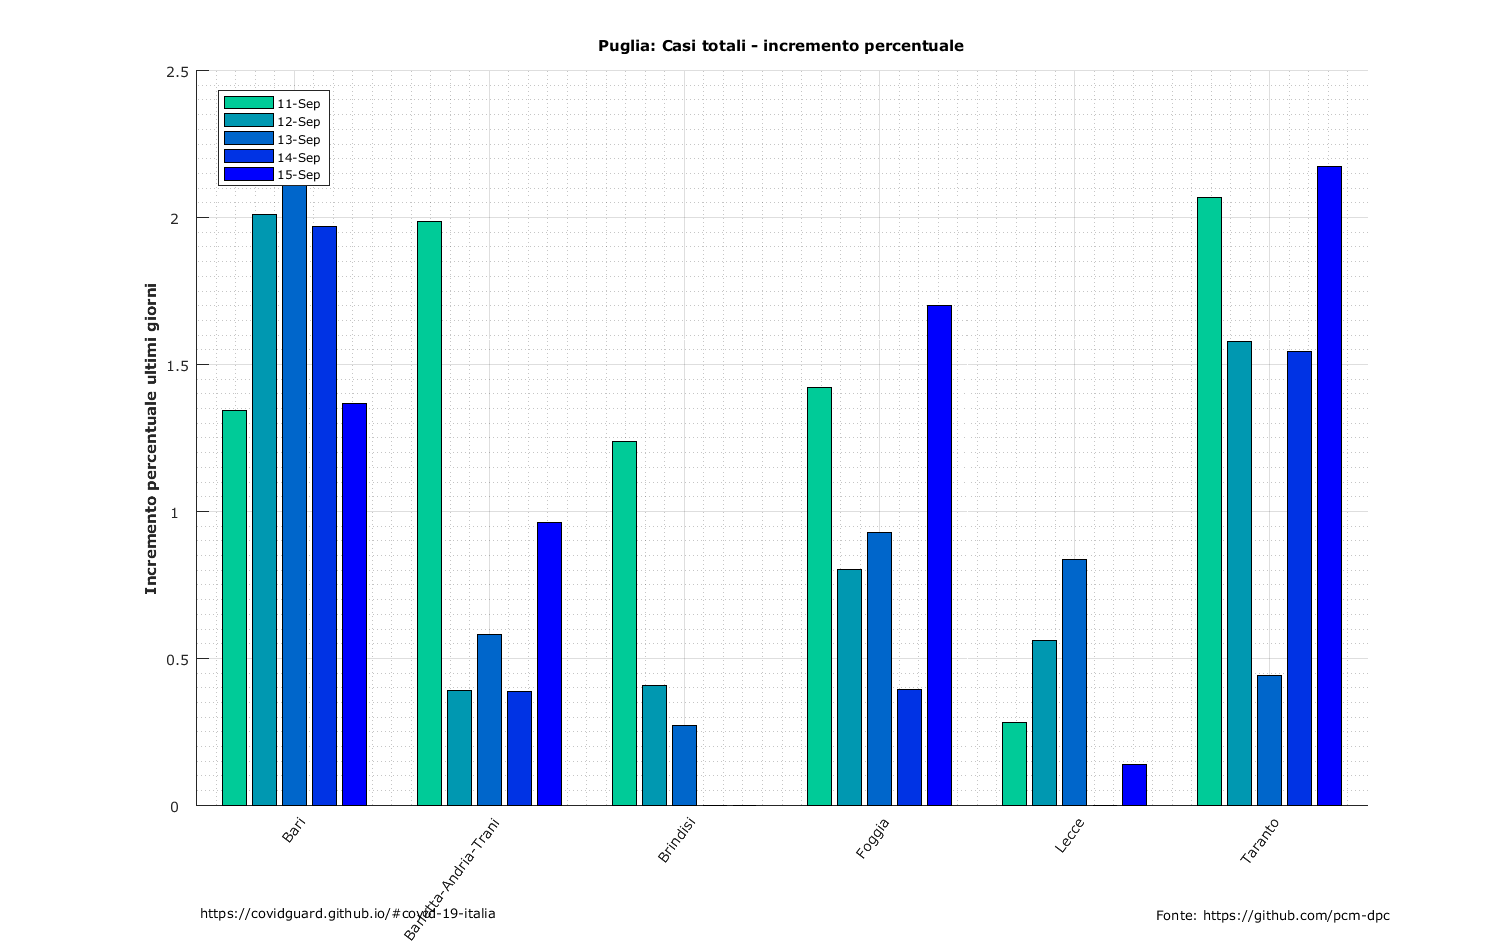 Puglia: Casi totali - incremento percentuale
2.5
2
1.5
1
0.5
0
Incremento percentuale ultimi giorni
11-Sep
12-Sep
13-Sep
14-Sep
15-Sep
Bari
Barletta-Andria-Trani
Brindisi
Foggia
Lecce
Taranto
https://covidguard.github.io/#covid-19-italia
Fonte: https://github.com/pcm-dpc